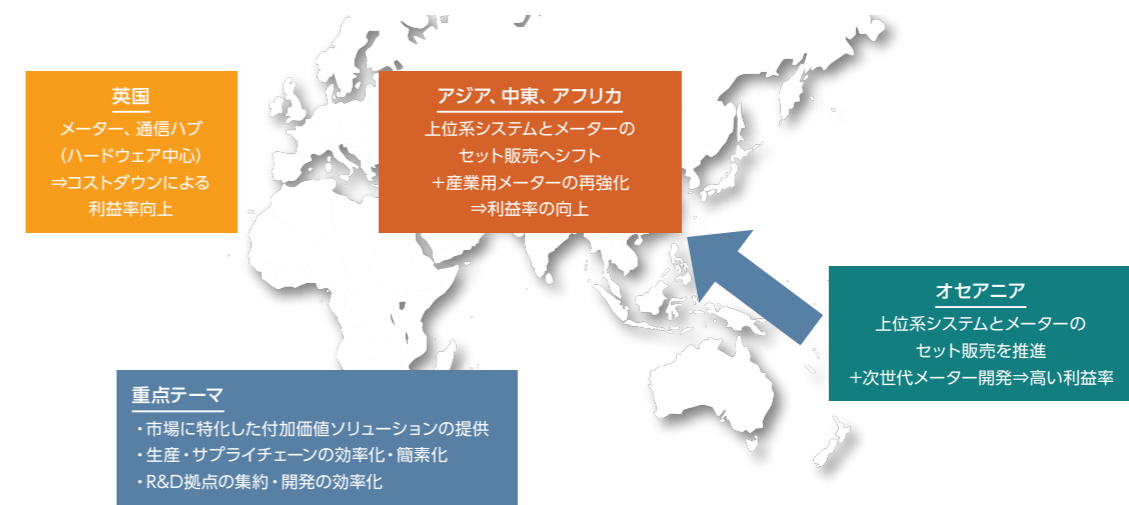 英国
メーター、通信ハブ
（ハードウェア中心）
⇒コストダウンによる
利益率向上
アジア、中東、アフリカ
上位系システムとメーターの
セット販売へシフト
＋産業用メーターの再強化
⇒利益率の向上
オセアニア
上位系システムとメーターの
セット販売を推進
＋次世代メーター開発⇒高い利益率
重点テーマ
・市場に特化した付加価値ソリューションの提供
・生産・サプライチェーンの効率化・簡素化
・R&D拠点の集約・開発の効率化